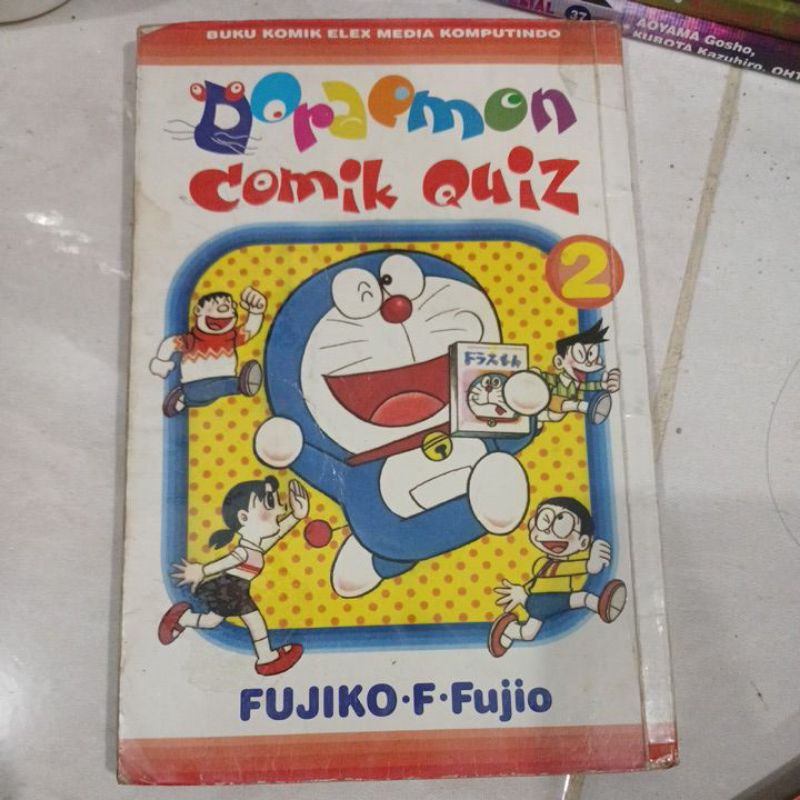 BUKU KOMIK ELEX MEDIA KOMPUTINDO
Doraemon
Comik Quiz
2
ドラえもん
FUJIKO・F・Fujio
37
AOYAMA Gosho,
KUBOTA Kazuhiro,